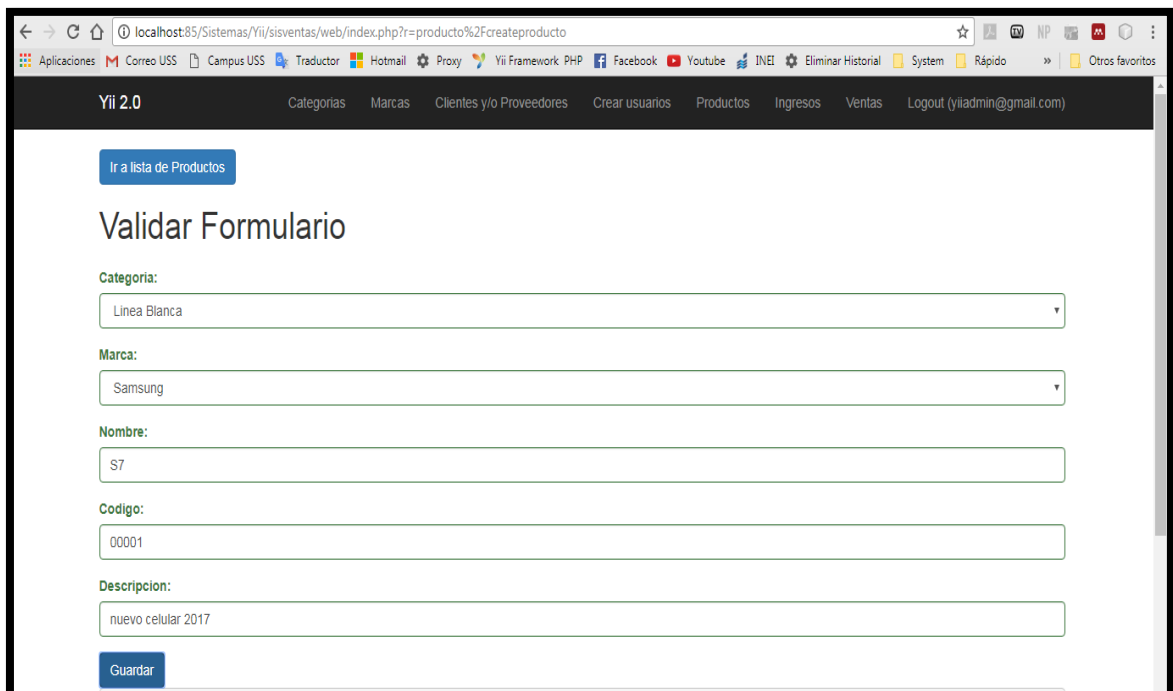 localhost:85/Sistemas/Yii/sisventas/web/index.php?r=producto%2Fcreateproducto NP
Aplicaciones Correo USS Campus USS Traductor Hotmail Proxy Yii Framework PHP Facebook Youtube INEI Eliminar Historial System Rápido » Otros favoritos
Yii 2.0 Categorias Marcas Clientes y/o Proveedores Crear usuarios Productos Ingresos Ventas Logout (yiiadmin@gmail.com)
Ir a lista de Productos
Validar Formulario
Categoria:
Linea Blanca
Marca:
Samsung
Nombre:
S7
Codigo:
00001
Descripcion:
nuevo celular 2017
Guardar